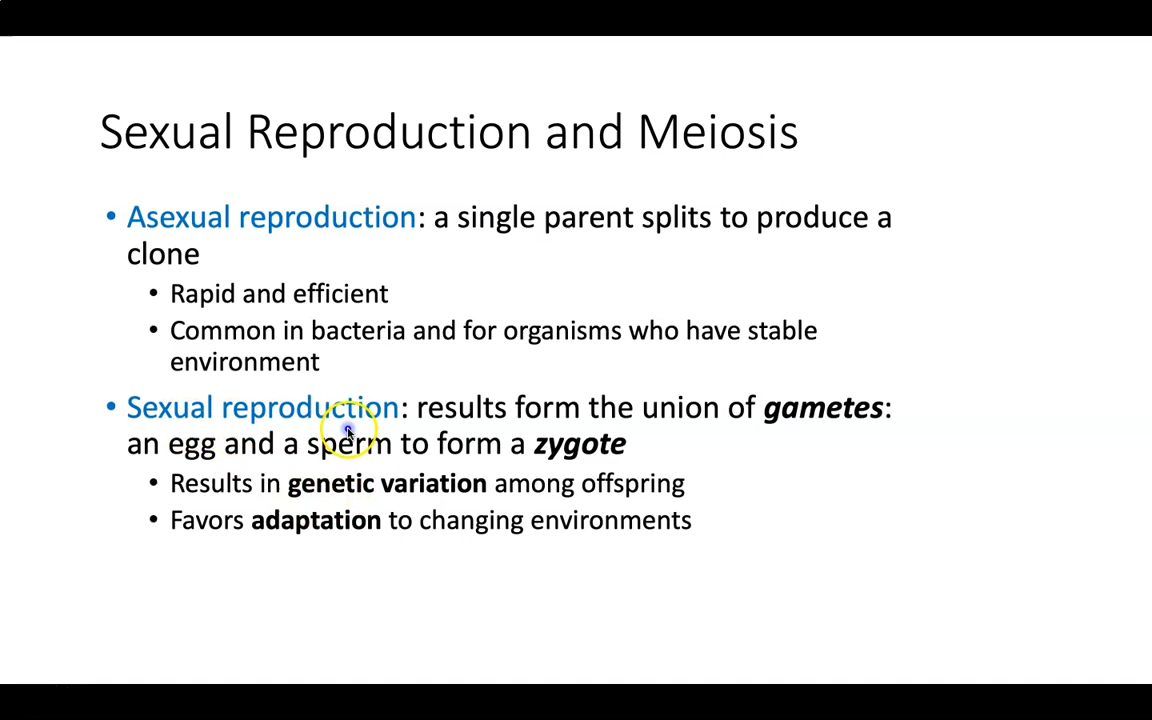 Sexual Reproduction and Meiosis
• Asexual reproduction: a single parent splits to produce a
clone
• Rapid and efficient
• Common in bacteria and for organisms who have stable
environment
• Sexual reproduction: results form the union of gametes:
an egg and a sperm to form a zygote
• Results in genetic variation among offspring
• Favors adaptation to changing environments